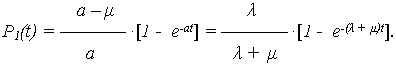 P₁(t) = (a – μ)/a · [1 - e^(-at)] = λ/(λ + μ) · [1 - e^(-(λ + μ)t)].